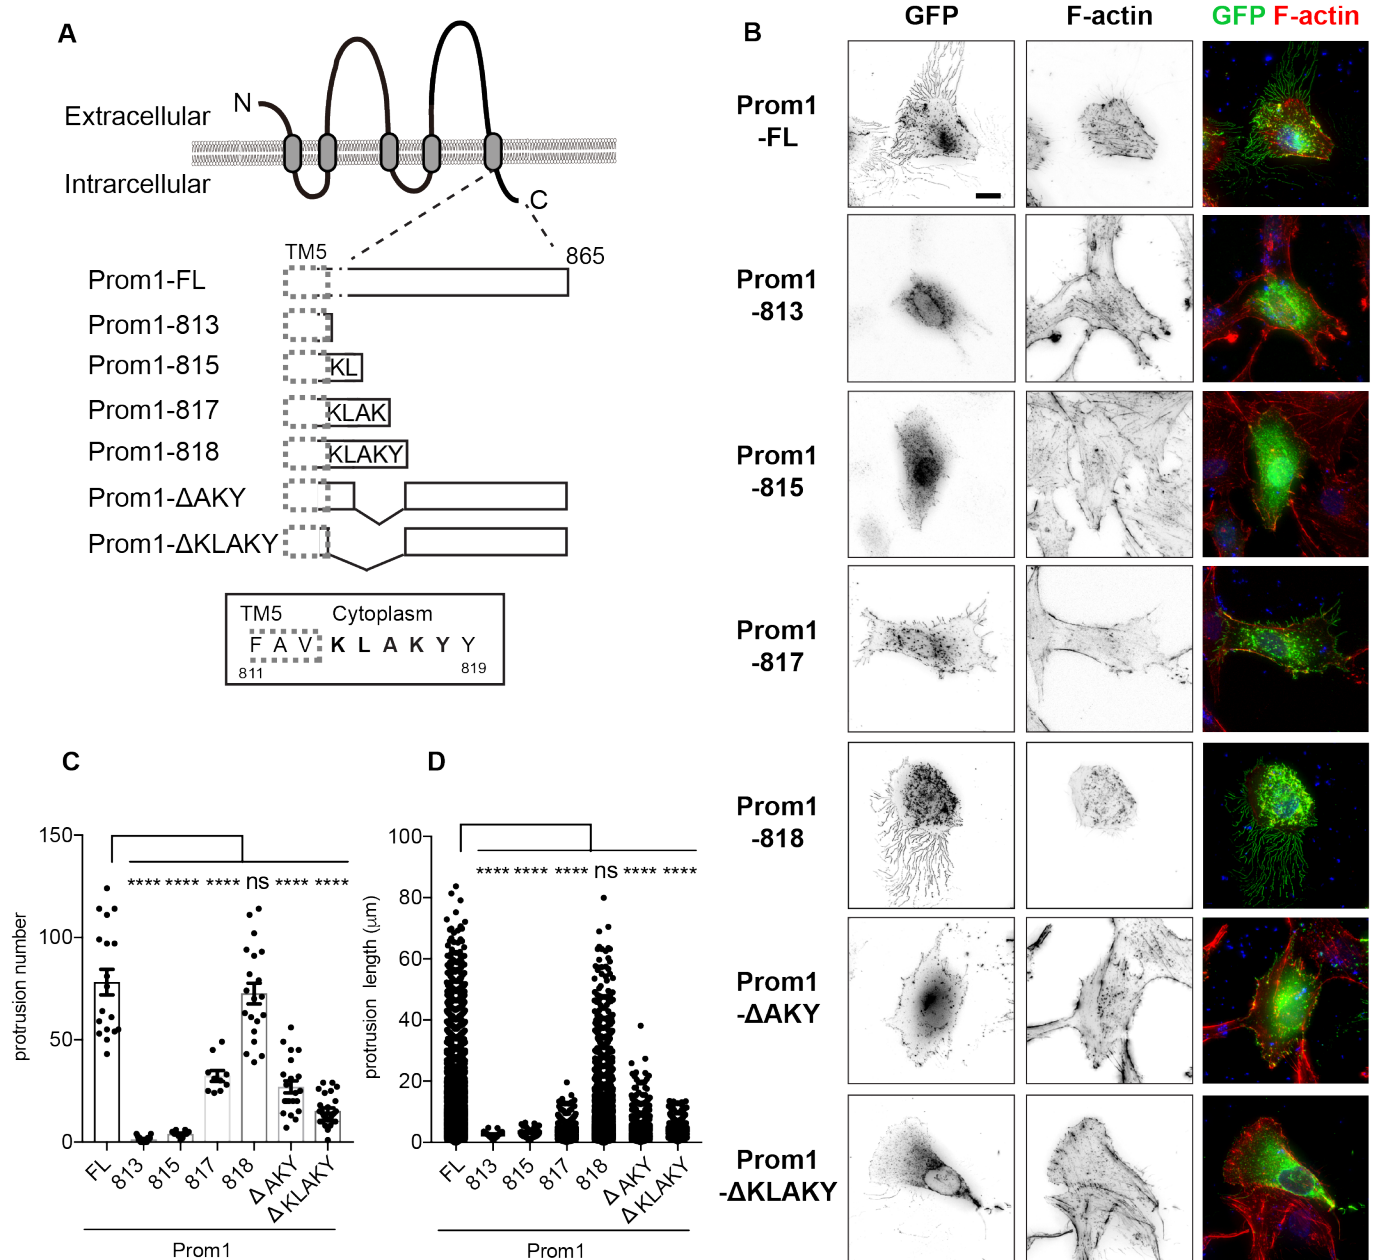 A
N
Extracellular
Intrarcellular
C
TM5
865
Prom1-FL
Prom1-813
Prom1-815
KL
Prom1-817
KLAK
Prom1-818
KLAKY
Prom1-ΔAKY
Prom1-ΔKLAKY
TM5 Cytoplasm
F A V K L A K Y Y
811 819
B
GFP F-actin GFP F-actin
Prom1
-FL
Prom1
-813
Prom1
-815
Prom1
-817
Prom1
-818
Prom1
-ΔAKY
Prom1
-ΔKLAKY
C
protrusion number
150
100
50
0
**** **** **** ns **** ****
FL 813 815 817 818 ΔAKY ΔKLAKY
Prom1
D
protrusion length (μm)
100
80
60
40
20
0
**** **** **** ns **** ****
FL 813 815 817 818 ΔAKY ΔKLAKY
Prom1